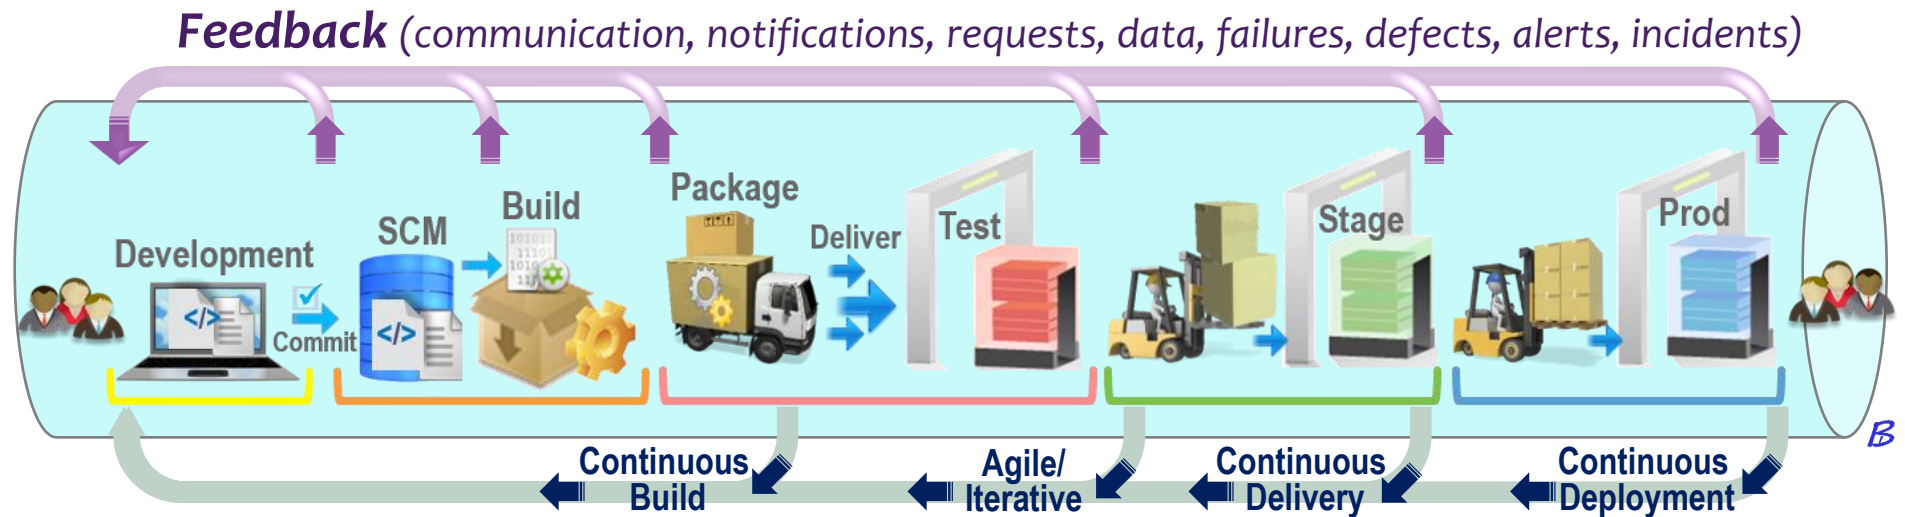 Feedback (communication, notifications, requests, data, failures, defects, alerts, incidents)
Development
Commit
SCM
Build
Package
Deliver
Test
Stage
Prod
</>
</>
Continuous
Build
Agile/
Iterative
Continuous
Delivery
Continuous
Deployment